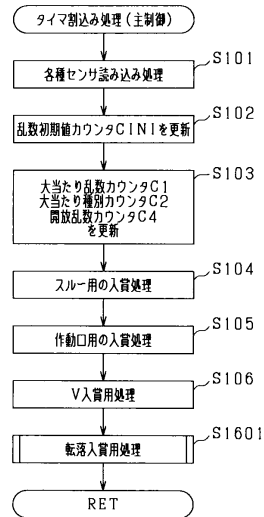 タイマ割込み処理(主制御)
S101
各種センサ読み込み処理
S102
乱数初期値カウンタCINIを更新
S103
大当たり乱数カウンタC1
大当たり種別カウンタC2
開放乱数カウンタC4
を更新
S104
スルー用の入賞処理
S105
作動口用の入賞処理
S106
V入賞用処理
S1601
転落入賞用処理
RET